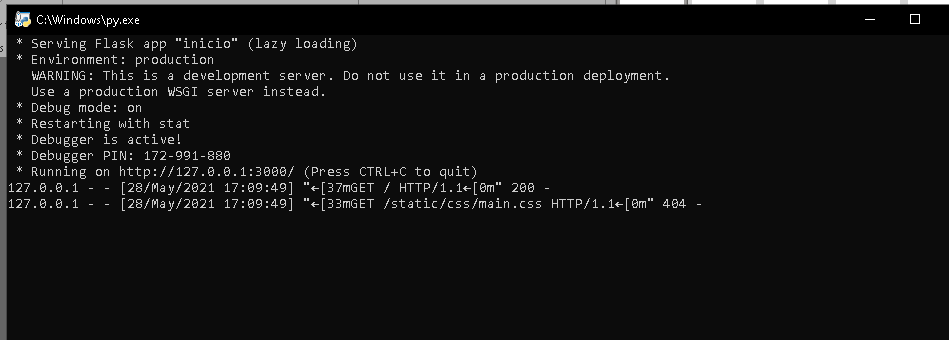 C:\Windows\py.exe
* Serving Flask app "inicio" (lazy loading)
* Environment: production
WARNING: This is a development server. Do not use it in a production deployment.
Use a production WSGI server instead.
* Debug mode: on
* Restarting with stat
* Debugger is active!
* Debugger PIN: 172-991-880
* Running on http://127.0.0.1:3000/ (Press CTRL+C to quit)
127.0.0.1 - - [28/May/2021 17:09:49] "←[37mGET / HTTP/1.1←[0m" 200 -
127.0.0.1 - - [28/May/2021 17:09:49] "←[33mGET /static/css/main.css HTTP/1.1←[0m" 404 -